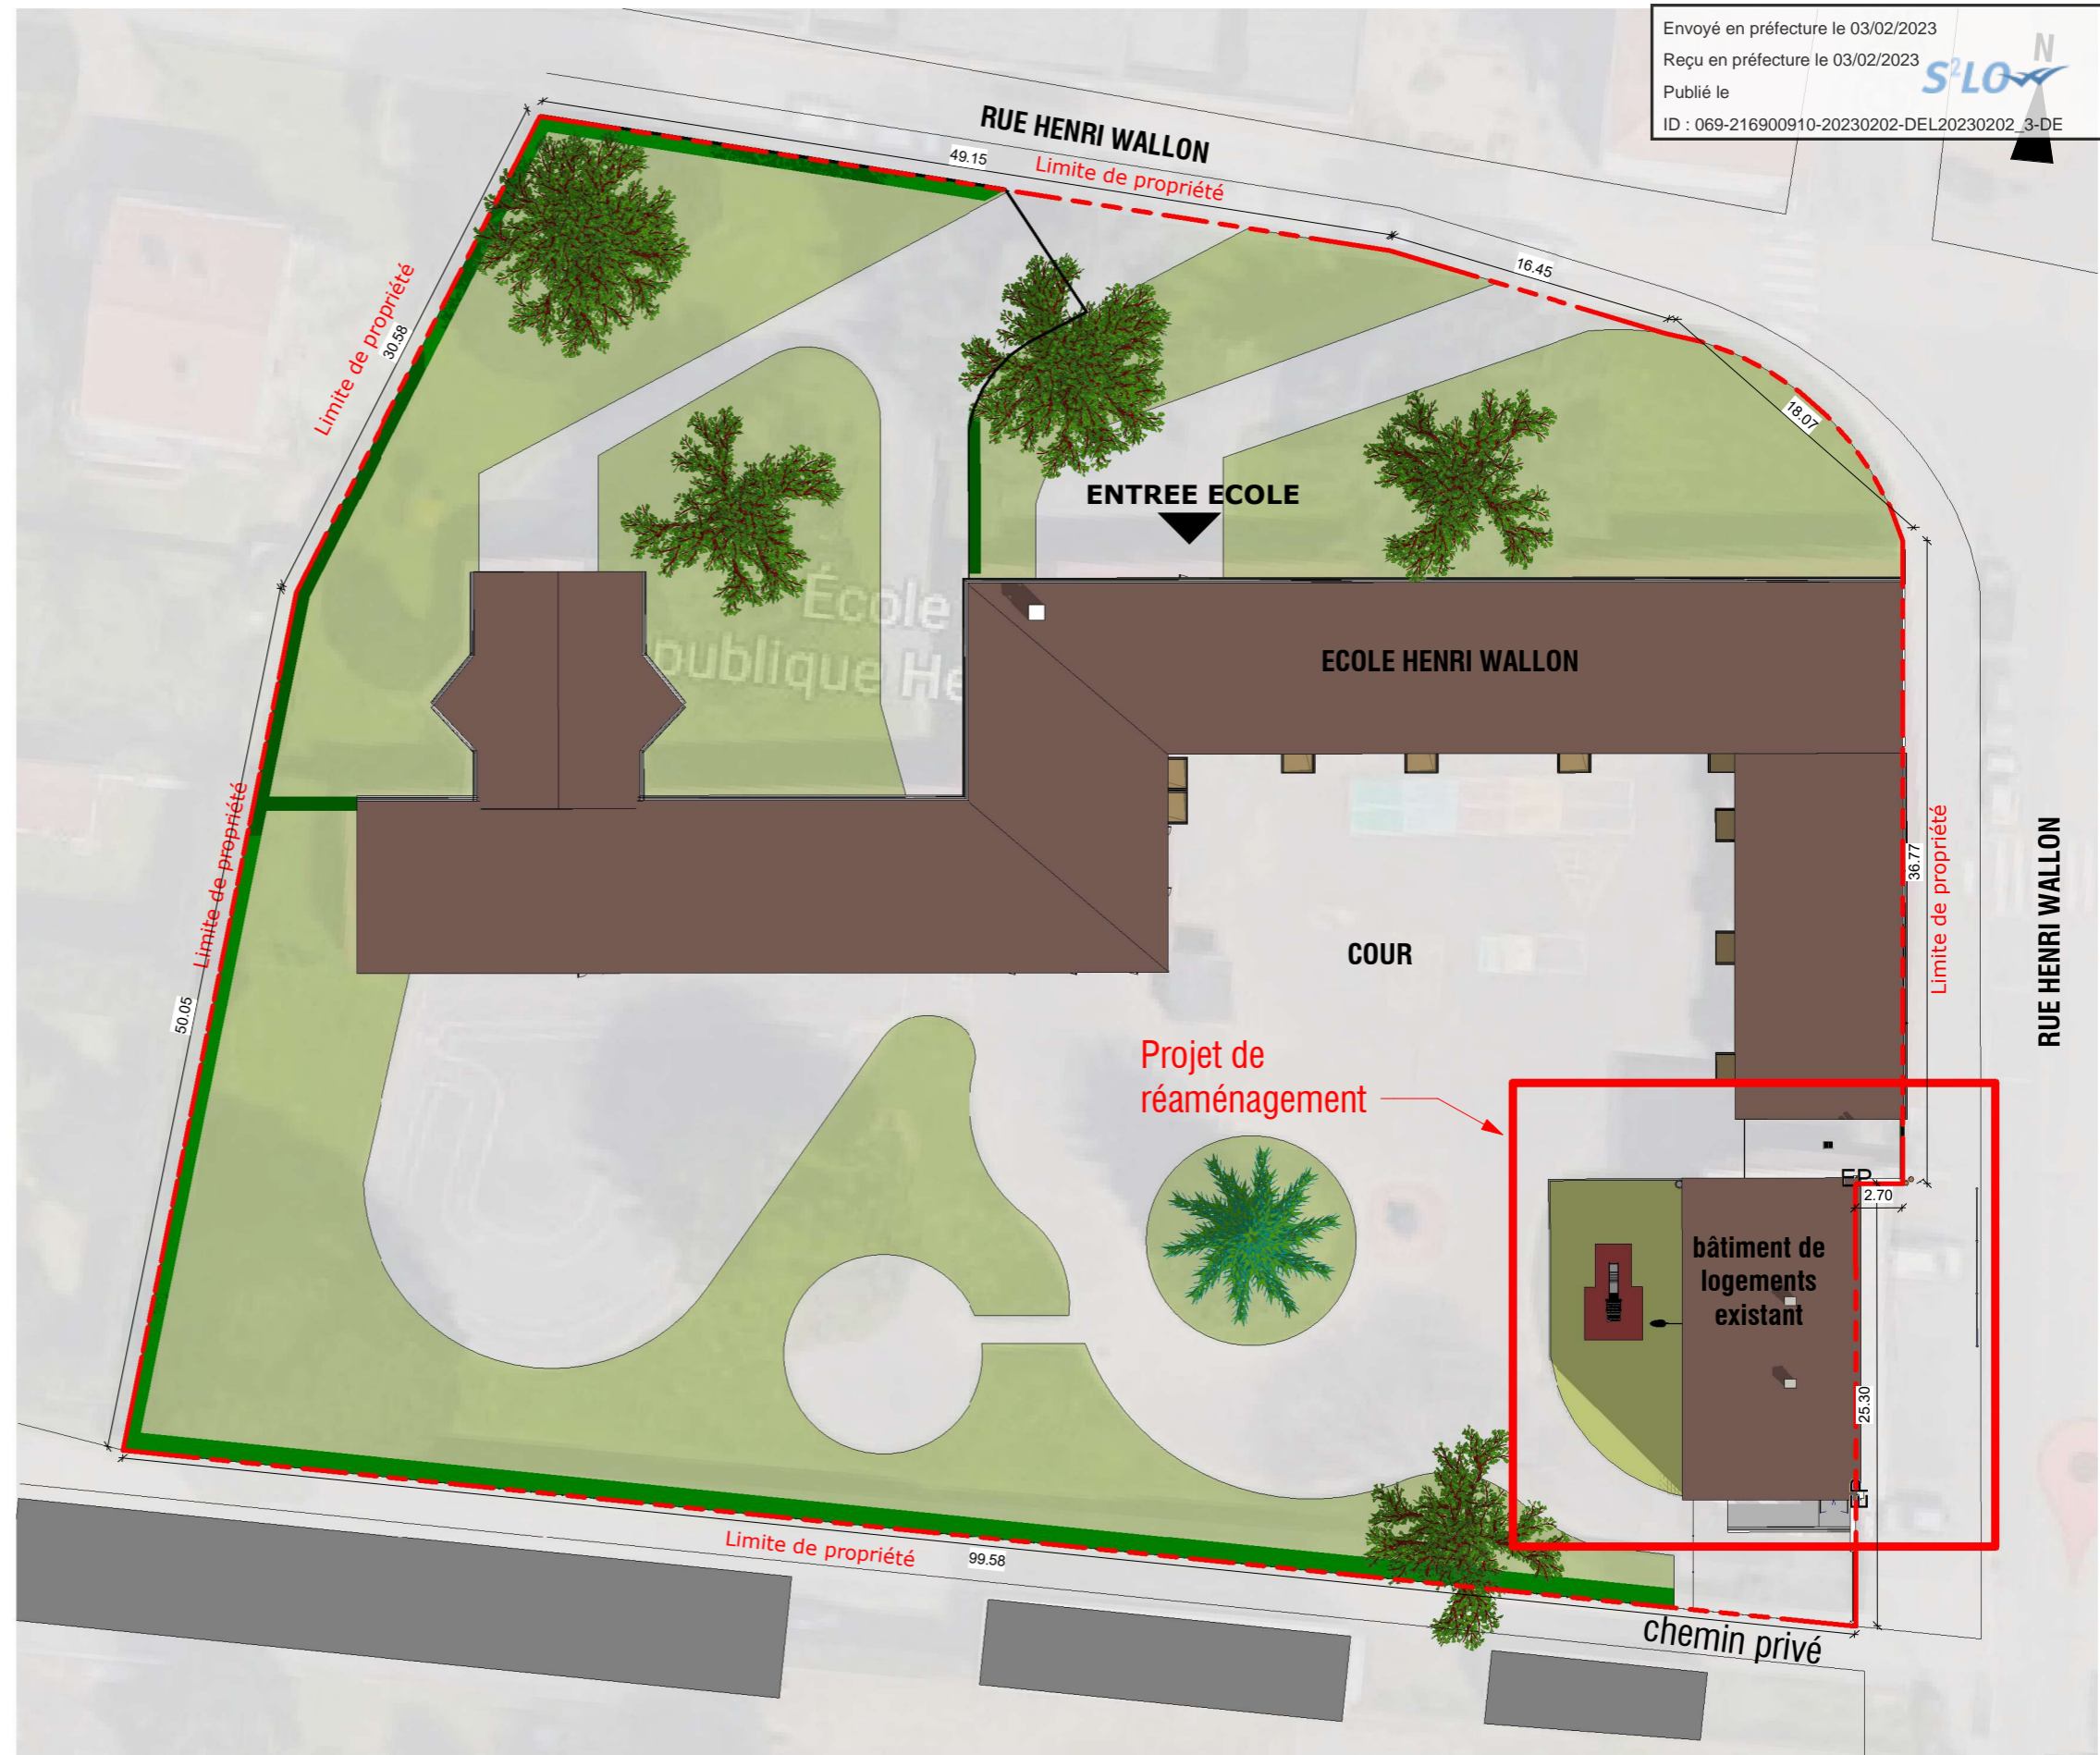 Envoyé en préfecture le 03/02/2023
Reçu en préfecture le 03/02/2023
Publié le
ID : 069-216900910-20230202-DEL20230202_3-DE
S²LO
N
RUE HENRI WALLON
49.15
Limite de propriété
16.45
18.07
Limite de propriété
30.58
ENTREE ECOLE
École
publique He
ECOLE HENRI WALLON
36.77
Limite de propriété
RUE HENRI WALLON
Limite de propriété
50.05
COUR
Projet de
réaménagement
EP
2.70
bâtiment de
logements
existant
25.30
EP
Limite de propriété
99.58
chemin privé